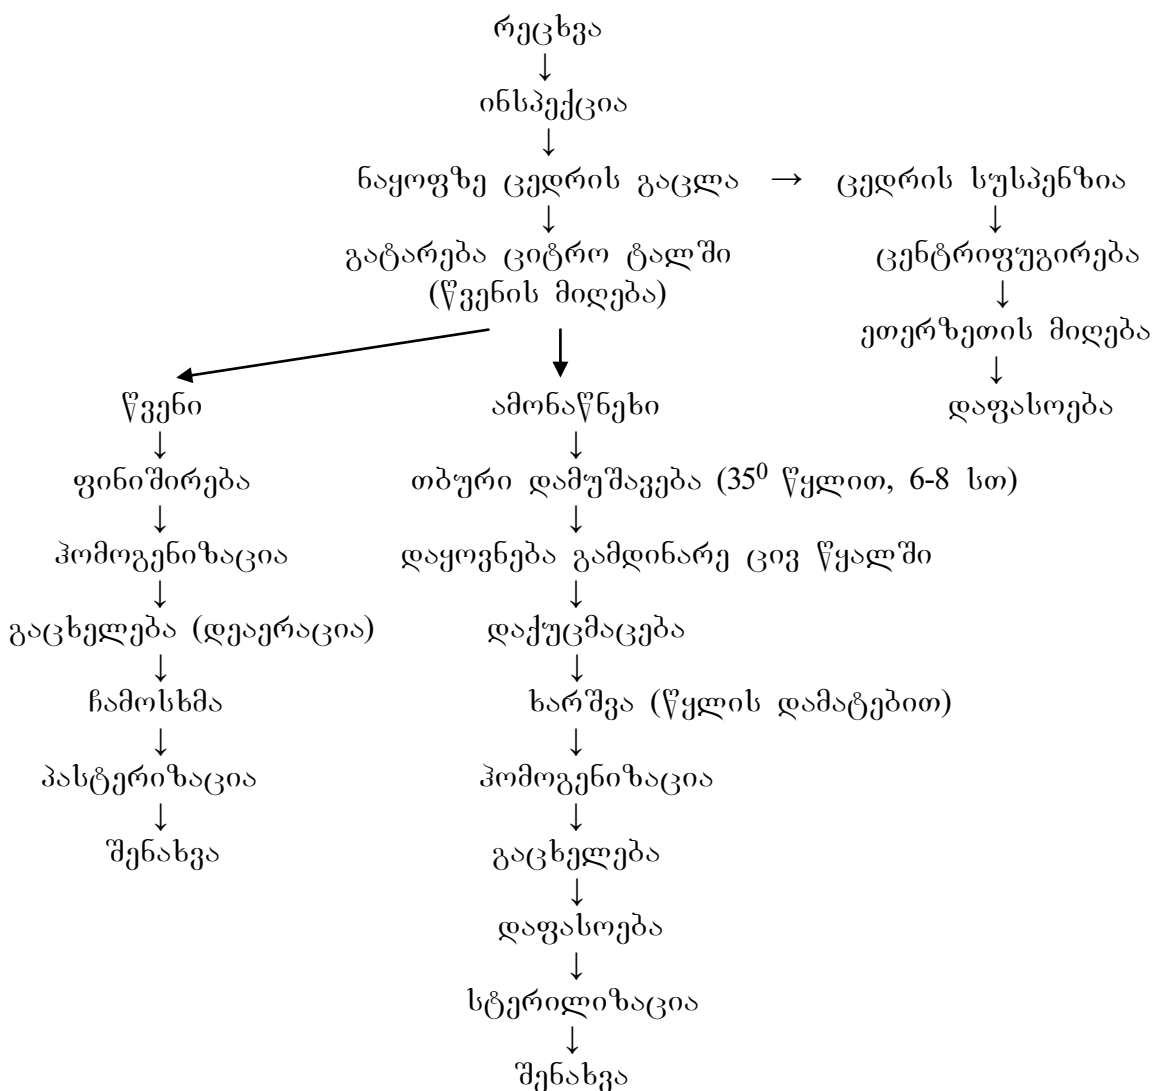 რეცხვა
↓
ინსპექცია
↓
ნაყოფზე ცედრის გაცლა → ცედრის სუსპენზია
↓ ↓
გატარება ციტრო ტალში
(წვენის მიღება)
ცენტრიფუგირება
↓
ეთერზეთის მიღება
↓
დაფასოება
წვენი
↓
ფინიშირება
↓
ჰომოგენიზაცია
↓
გაცხელება (დეაერაცია)
↓
ჩამოსხმა
↓
პასტერიზაცია
↓
შენახვა
ამონაწნეხი
↓
თბური დამუშავება (35⁰ წყლით, 6-8 სთ)
↓
დაყოვნება გამდინარე ცივ წყალში
↓
დაქუცმაცება
↓
ხარშვა (წყლის დამატებით)
↓
ჰომოგენიზაცია
↓
გაცხელება
↓
დაფასოება
↓
სტერილიზაცია
↓
შენახვა